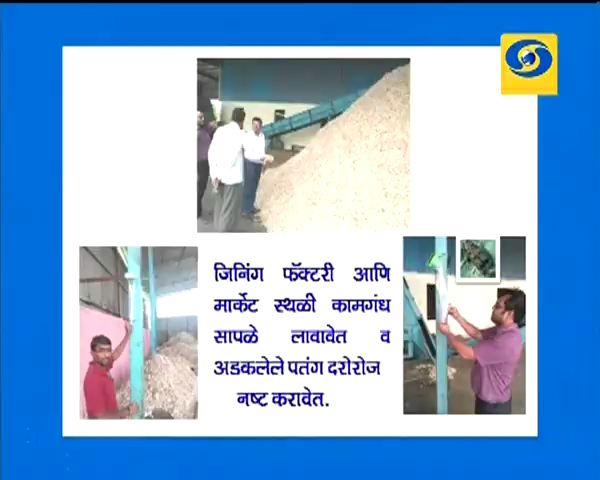 जिनिंग फॅक्टरी आणि
मार्केट स्थळी कामगंध
सापळे लावावेत व
अडकलेले पतंग दररोज
नष्ट करावेत.